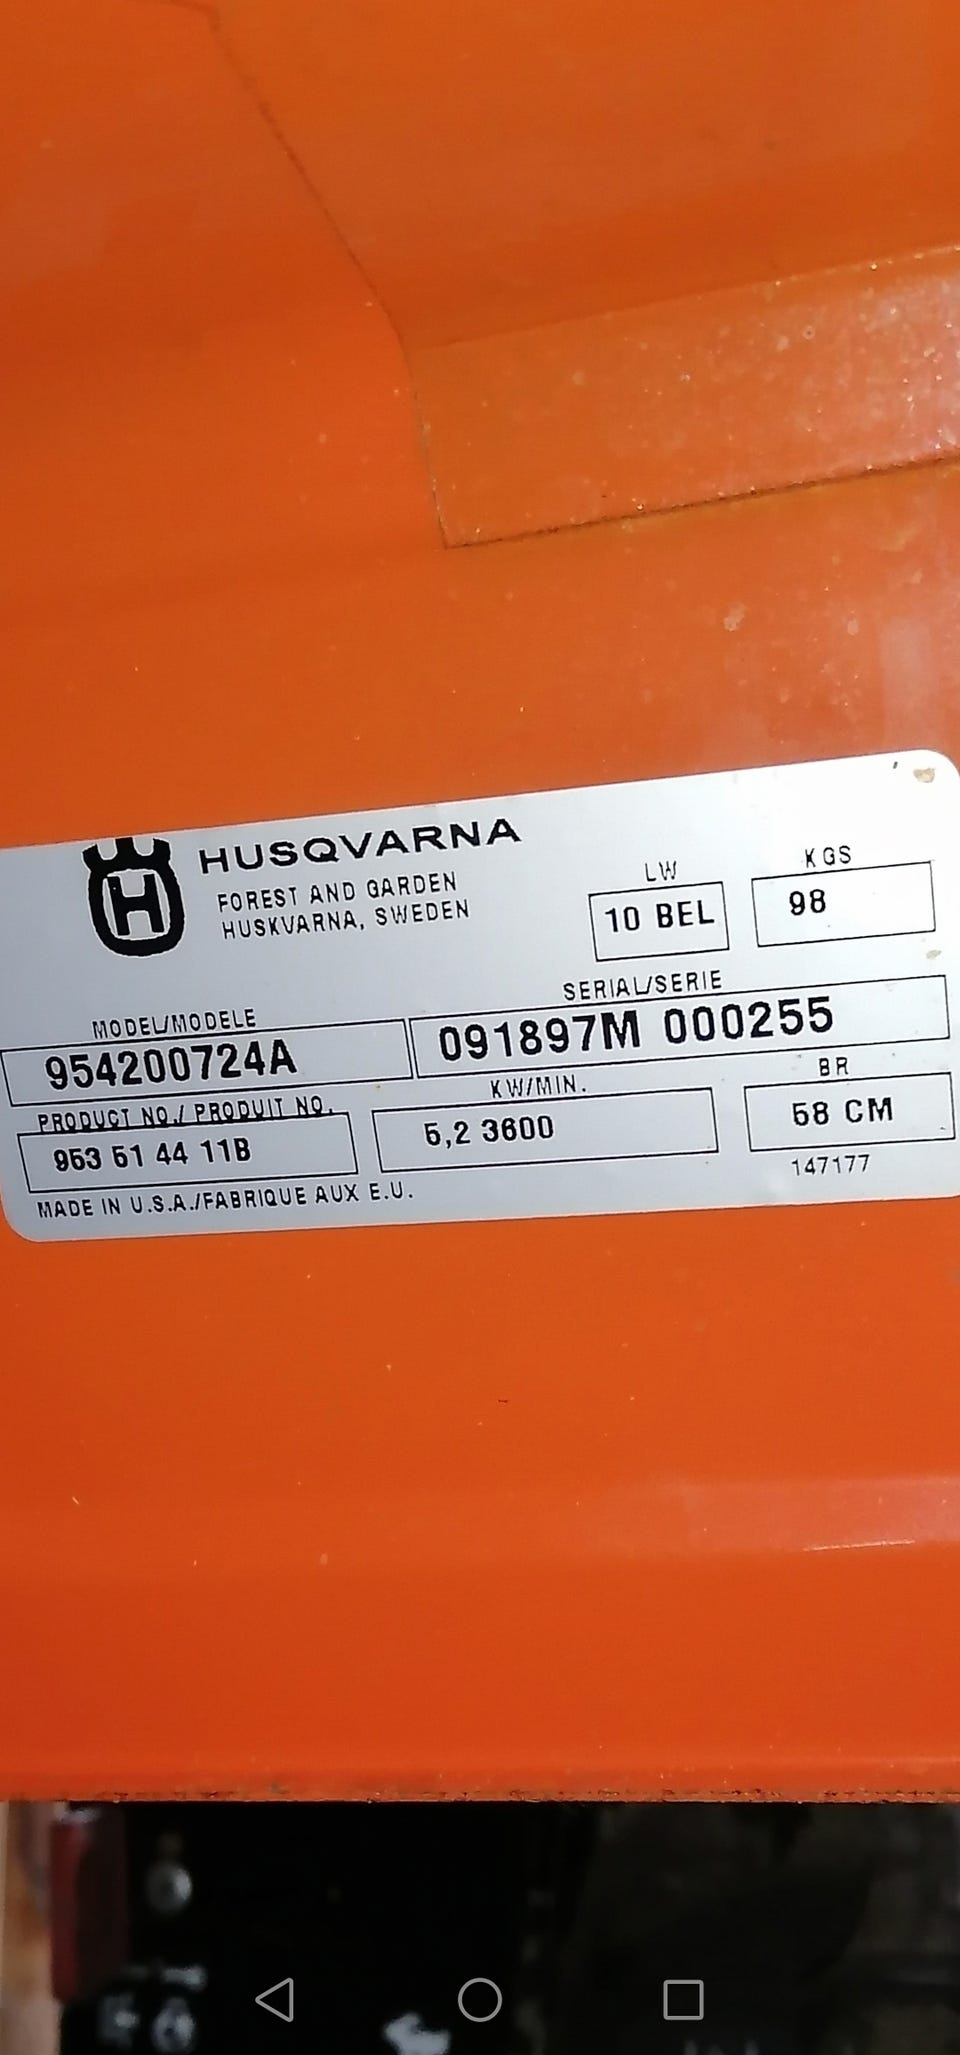 H
HUSQVARNA
FOREST AND GARDEN
HUSKVARNA, SWEDEN
LW
10 BEL
KGS
98
MODEL/MODELE
954200724A
SERIAL/SERIE
091897M 000255
PRODUCT NO./ PRODUIT NO.
953 51 44 11B
KW/MIN.
5,2 3600
BR
58 CM
147177
MADE IN U.S.A./FABRIQUE AUX E.U.